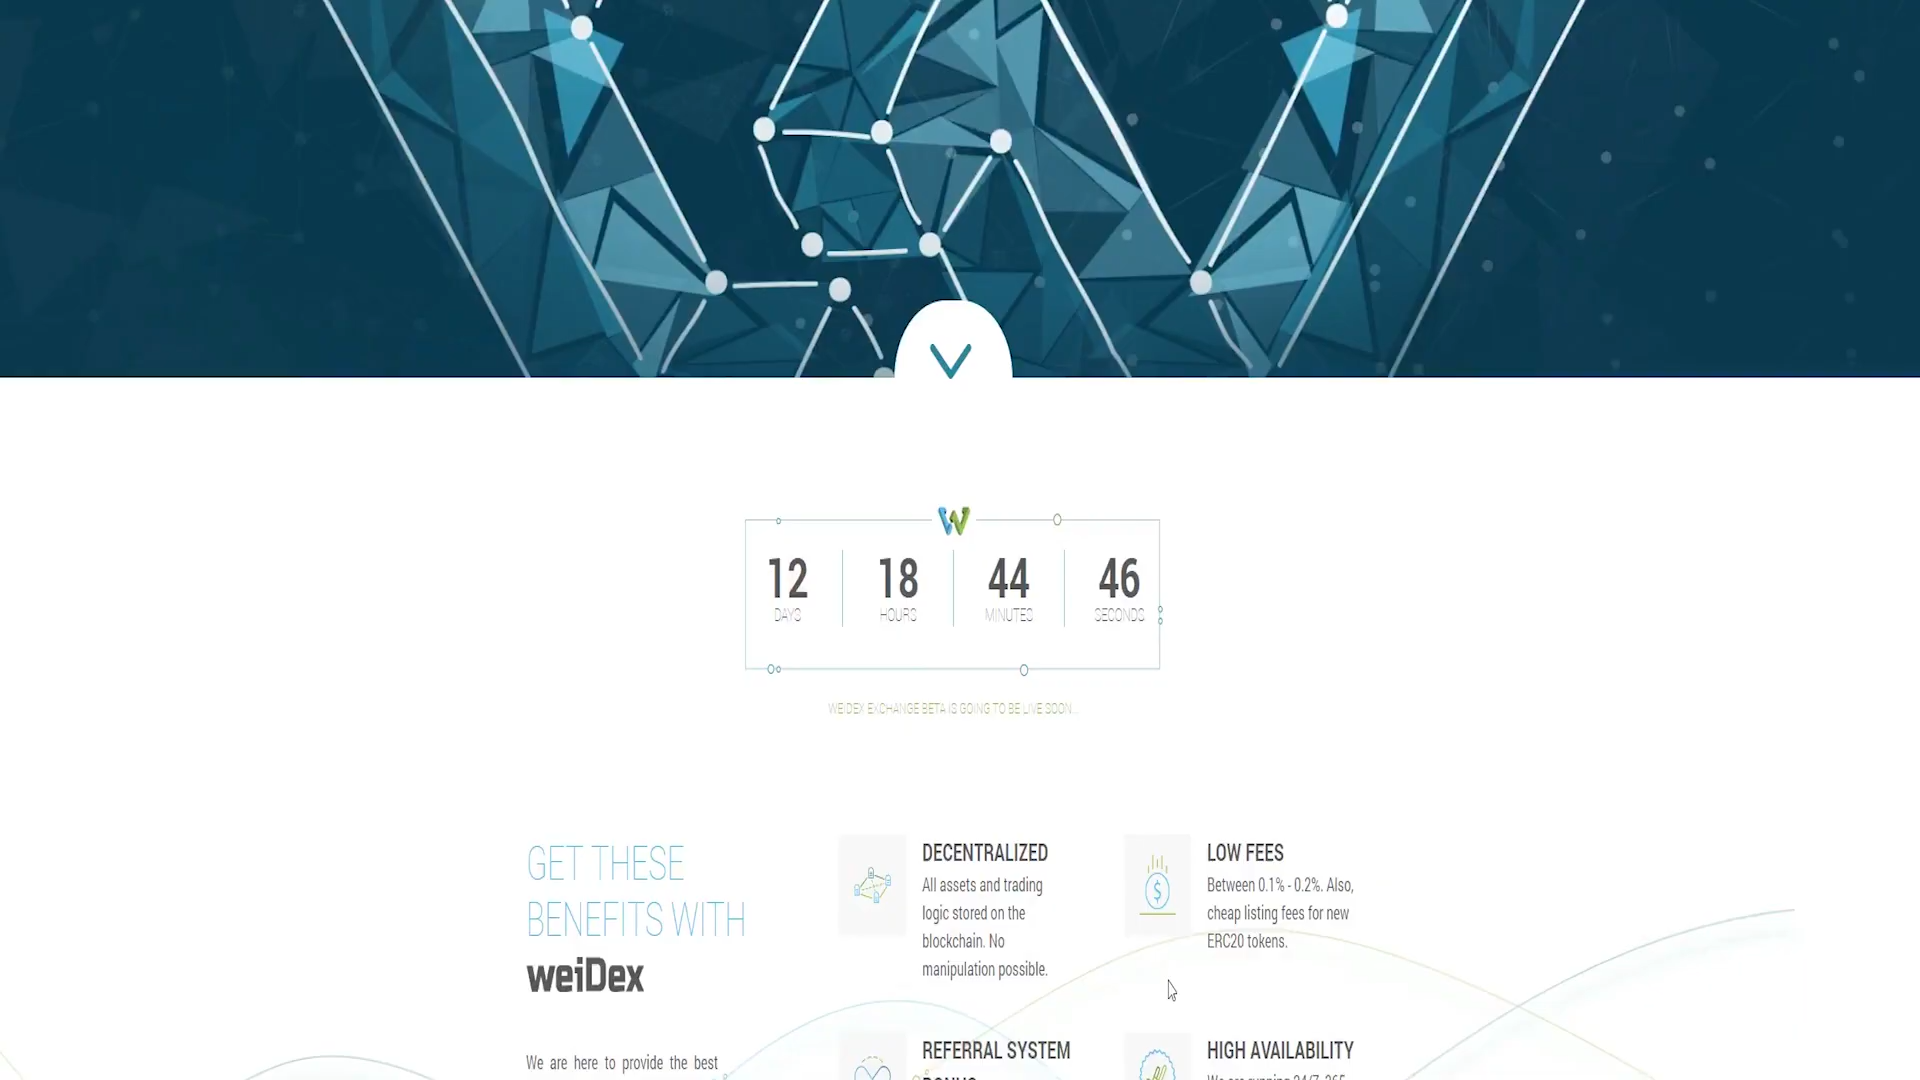 12
18
44
46
DAYS
HOURS
MINUTES
SECONDS
WEIDEX EXCHANGE BETA IS GOING TO BE LIVE SOON...
GET THESE
BENEFITS WITH
weiDex
We are here to provide the best
DECENTRALIZED
All assets and trading
logic stored on the
blockchain. No
manipulation possible.
LOW FEES
Between 0.1% - 0.2%. Also,
cheap listing fees for new
ERC20 tokens.
REFERRAL SYSTEM
HIGH AVAILABILITY